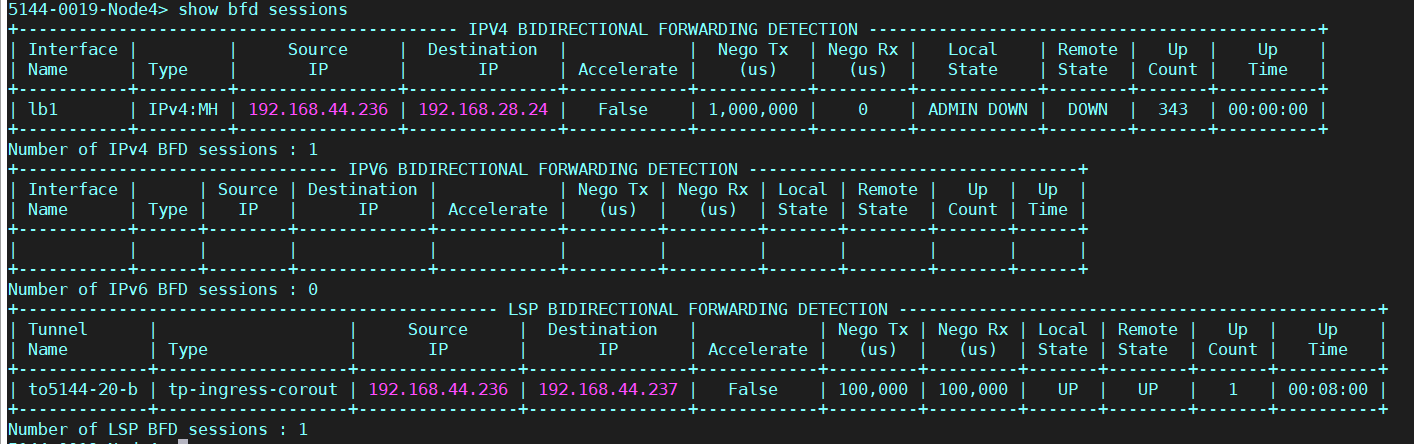 5144-0019-Node4> show bfd sessions
+-------------------------------------------- IPV4 BIDIRECTIONAL FORWARDING DETECTION ---------------------------------------------+
| Interface |         |     Source     |  Destination  |            |  Nego Tx  | Nego Rx |   Local    | Remote |   Up  |    Up    |
| Name      | Type    |       IP       |       IP      | Accelerate |    (us)   |   (us)  |   State    | State  | Count |   Time   |
+-----------+---------+----------------+---------------+------------+-----------+---------+------------+--------+-------+----------+
| lb1       | IPv4:MH | 192.168.44.236 | 192.168.28.24 |   False    | 1,000,000 |    0    | ADMIN DOWN |  DOWN  |  343  | 00:00:00 |
+-----------+---------+----------------+---------------+------------+-----------+---------+------------+--------+-------+----------+
Number of IPv4 BFD sessions : 1
+-------------------------------- IPV6 BIDIRECTIONAL FORWARDING DETECTION ---------------------------------+
| Interface |      | Source | Destination |            | Nego Tx | Nego Rx | Local | Remote |   Up  |  Up  |
| Name      | Type |   IP   |      IP     | Accelerate |   (us)  |   (us)  | State | State  | Count | Time |
+-----------+------+--------+-------------+------------+---------+---------+-------+--------+-------+------+
|           |      |        |             |            |         |         |       |        |       |      |
+-----------+------+--------+-------------+------------+---------+---------+-------+--------+-------+------+
Number of IPv6 BFD sessions : 0
+------------------------------------------------ LSP BIDIRECTIONAL FORWARDING DETECTION ------------------------------------------------+
| Tunnel      |                   |     Source     |  Destination   |            | Nego Tx | Nego Rx | Local | Remote |   Up  |    Up    |
| Name        | Type              |       IP       |       IP       | Accelerate |   (us)  |   (us)  | State | State  | Count |   Time   |
+-------------+-------------------+----------------+----------------+------------+---------+---------+-------+--------+-------+----------+
| to5144-20-b | tp-ingress-corout | 192.168.44.236 | 192.168.44.237 |   False    | 100,000 | 100,000 |   UP  |   UP   |   1   | 00:08:00 |
+-------------+-------------------+----------------+----------------+------------+---------+---------+-------+--------+-------+----------+
Number of LSP BFD sessions : 1